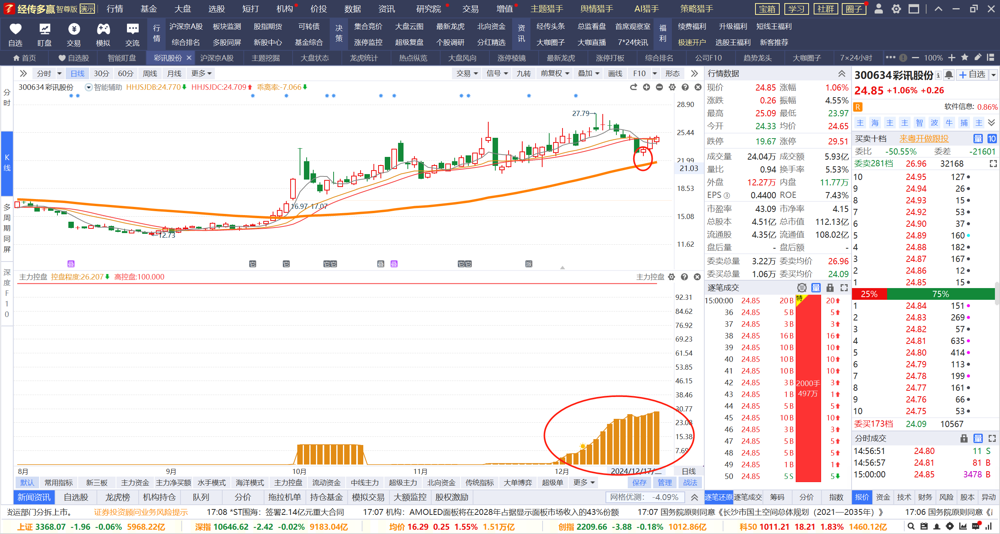 经传多赢 智尊版 演示 行情 基金 大盘 选股 短打 机构 价投 数据 资讯 研究院 交易 增值 主题猎手 舆情猎手 AI猎手 策略猎手 宝箱 学习 社群 圈子
自选 盯盘 交易 模拟 交流
行情 沪深京A股 板块监测 股指期货 可转债 决策 集合竞价 大盘云图 最新龙虎 北向资金 资讯 经传头条 总监看盘 首席观察室 福利 续费福利 升级福利 短线王福利
综合排名 多股同屏 新股中心 基金综合 涨停监控 超级复盘 个股调研 分红精选 大咖圈子 大咖直播 7*24快讯 极速开户 选股王福利 新客推荐
首页 自选股 智能盯盘 彩讯股份 沪深京A股 主题挖掘 大盘状态 龙虎统计 热点纵览 大盘风向 涨停棱镜 最新龙虎 涨停打板 综合排名 公司F10 趋势龙头 大咖圈子 7×24小时 100%
分时
K线
多周期同屏
深度F10
分时 日线 30分 60分 周线 月线 更多 交易 信号 九转 前复权 叠加 画线 F10 形态
300634 彩讯股份 智能辅助 HHJSJDB:24.770 HHJSJDC:24.709 乖离率:-7.066
28.90
27.79→
25.44
21.99
21.03
18.53
16.97-17.07
15.08
←12.73
11.62
叠 它 它 它 它 叠 叠 它 它 派
主力控盘 控盘程度:26.207 高控盘:100.000 主力控盘
92.31
84.62
76.92
69.23
61.54
53.85
46.15
38.46
30.77
23.08
15.38
7.69
8月 9月 10月 11月 12月 2024/12/17/二 日线
默认 常用指标 新三板 主力资金 主力净买额 水手模式 海洋模式 主力控盘 流动资金 中线主力 超级主力 北向资金 传统指标 大单博弈 超级单 更多 保存 管理 战法
新闻资讯 自选股 龙虎榜 机构持仓 队列 分价 拖拉机单 持仓基金 模拟交易 大额监控 股权激励 网格优测： -4.09%
行情数据
现价 24.85 涨幅 1.06%
涨跌 0.26 振幅 4.55%
最高 25.09 最低 23.97
今开 24.33 均价 24.65
跌停 19.67 涨停 29.51
成交量 24.04万 成交额 5.93亿
量比 0.94 换手率 5.53%
外盘 12.27万 内盘 11.77万
EPS③ 0.4400 ROE 7.43%
市盈率 43.09 市净率 4.15
总股本 4.51亿 总市值 112.13亿
流通股 4.35亿 流通值 108.02亿
盘后量 - 盘后额 -
委卖总量 3.22万 委卖均价 26.96
委买总量 1.06万 委买均价 24.09
逐笔成交 单 量
15:00:00 24.85 20 B 特 20
36 24.85 5 B 5
37 24.85 3 B 3
38 24.85 16 B 16
39 24.85 10 B 10
40 24.85 10 B 10
41 24.85 10 B 10
42 24.85 3 B 2000手 3
43 24.85 1 B 497万 1
44 24.85 5 B 5
45 24.85 10 B 10
46 24.85 3 B 3
47 24.85 5 B 5
48 24.85 5 B 5
49 24.85 1 B 1
50 24.85 5 S 5
逐笔还原 逐笔成交 筹码 分价 指数
300634 彩讯股份 + 自选
24.85 +1.06% +0.26
R 软件信息: 0.86%
主 海 主 主 智 波 牛 捕 主
买卖十档 来粤开做跟投 量 10
委比 -50.55% 委差 -21601
委卖281档 26.96 32168
10 24.95 127
9 24.94 26
8 24.93 15
7 24.92 53
6 24.90 37
5 24.89 160
4 24.88 182
3 24.87 167
2 24.86 12
1 24.85 15
25% 75%
1 24.84 151
2 24.83 269
3 24.82 57
4 24.81 635
5 24.80 414
6 24.79 113
7 24.78 199
8 24.77 161
9 24.76 66
10 24.75 53
委买173档 24.09 10567
分时成交 量
14:56:51 24.80 11 S
14:56:57 24.81 81 B
15:00:00 24.85 3478 B
报价 资金 技术 财务 风险 股本 异动
货运部门分拆上市。 证券投资顾问业务风险提示 17:08 *ST围海：签署2.14亿元重大合同 17:07 机构：AMOLED面板将在2028年占据显示面板市场收入的43%份额 17:07 国务院原则同意《长沙市国土空间总体规划（2021—2035年）》 17:06 国务院原则同意《
上证 3368.07 -1.96 -0.06% 5968.22亿 深指 10646.62 -2.42 -0.02% 9183.04亿 均价 16.29 0.25 1.55% 1.51万亿 创指 2209.66 -3.88 -0.18% 1012.86亿 科50 1011.21 18.21 1.83% 1460.12亿